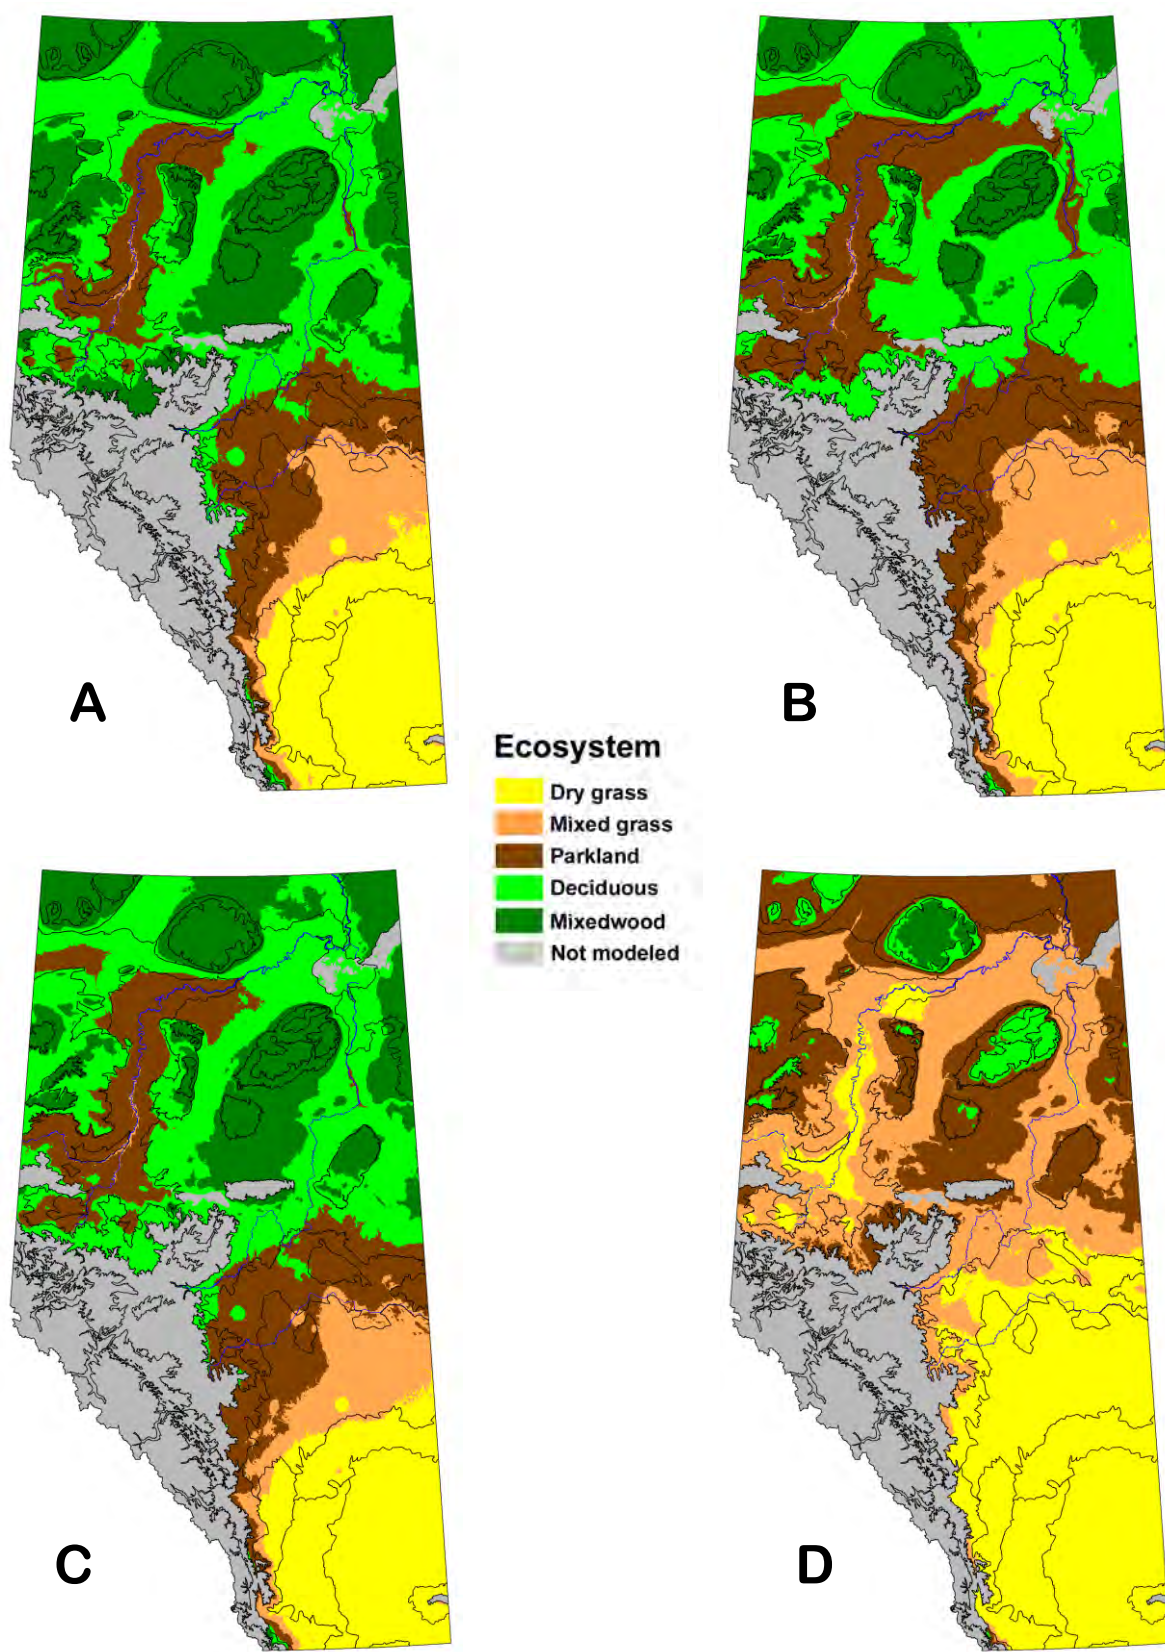 A
B
Ecosystem
Dry grass
Mixed grass
Parkland
Deciduous
Mixedwood
Not modeled
C
D